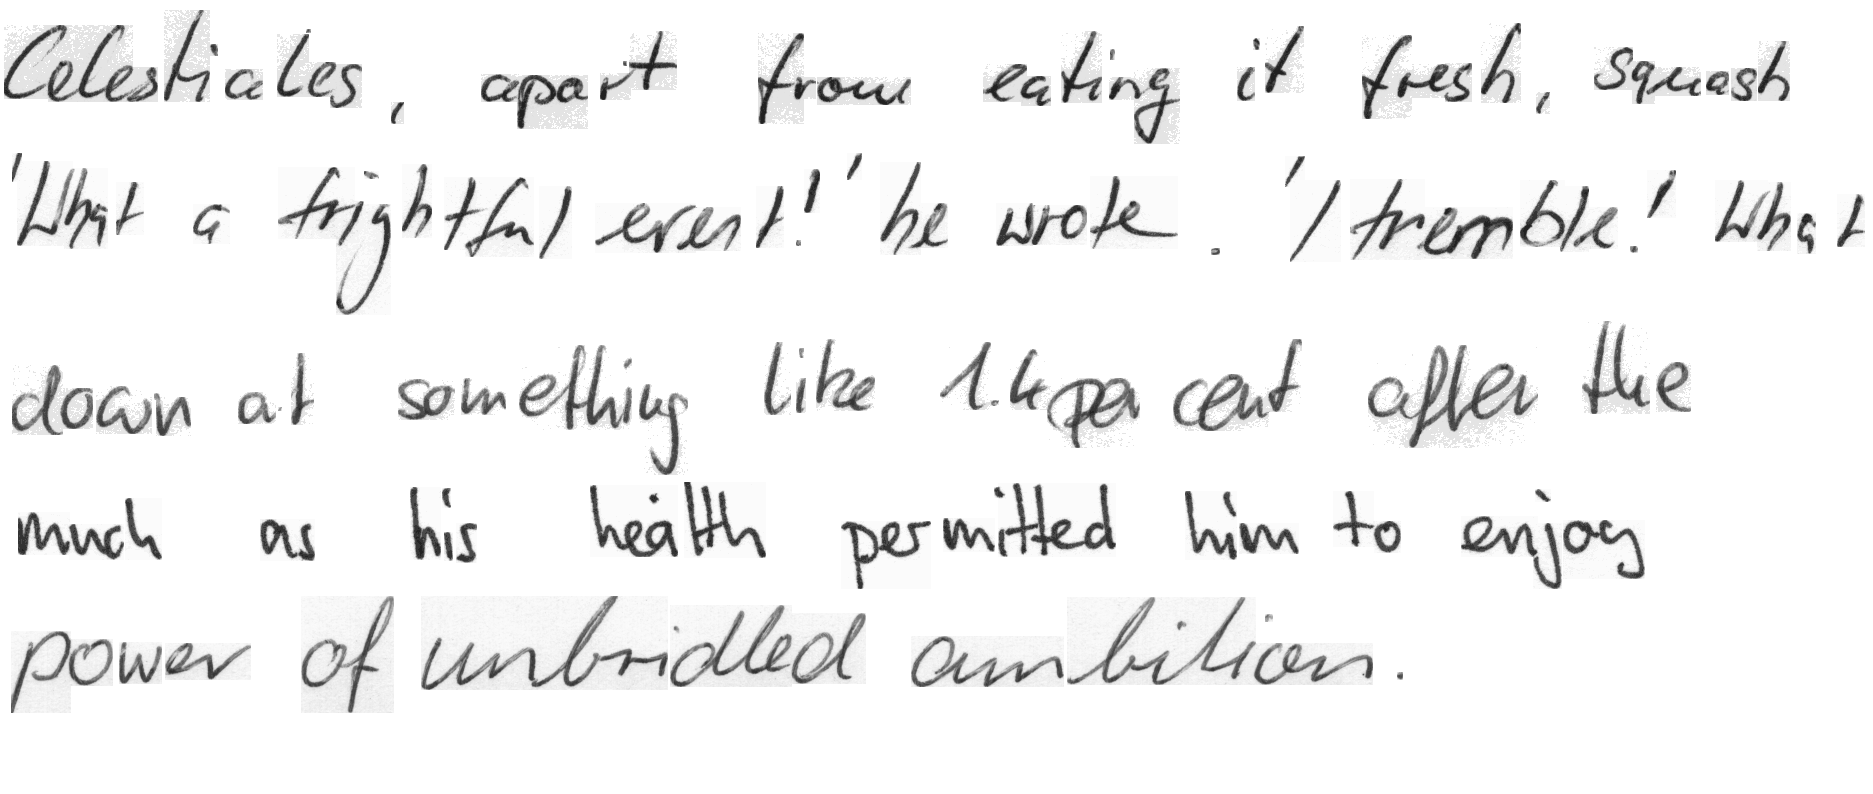 Celestiales, apart from eating it fresh, squash
'What a frightful event!' he wrote. 'I tremble! What
down at something like 1.4 per cent after the
much as his health permitted him to enjoy
power of unbridled ambition.